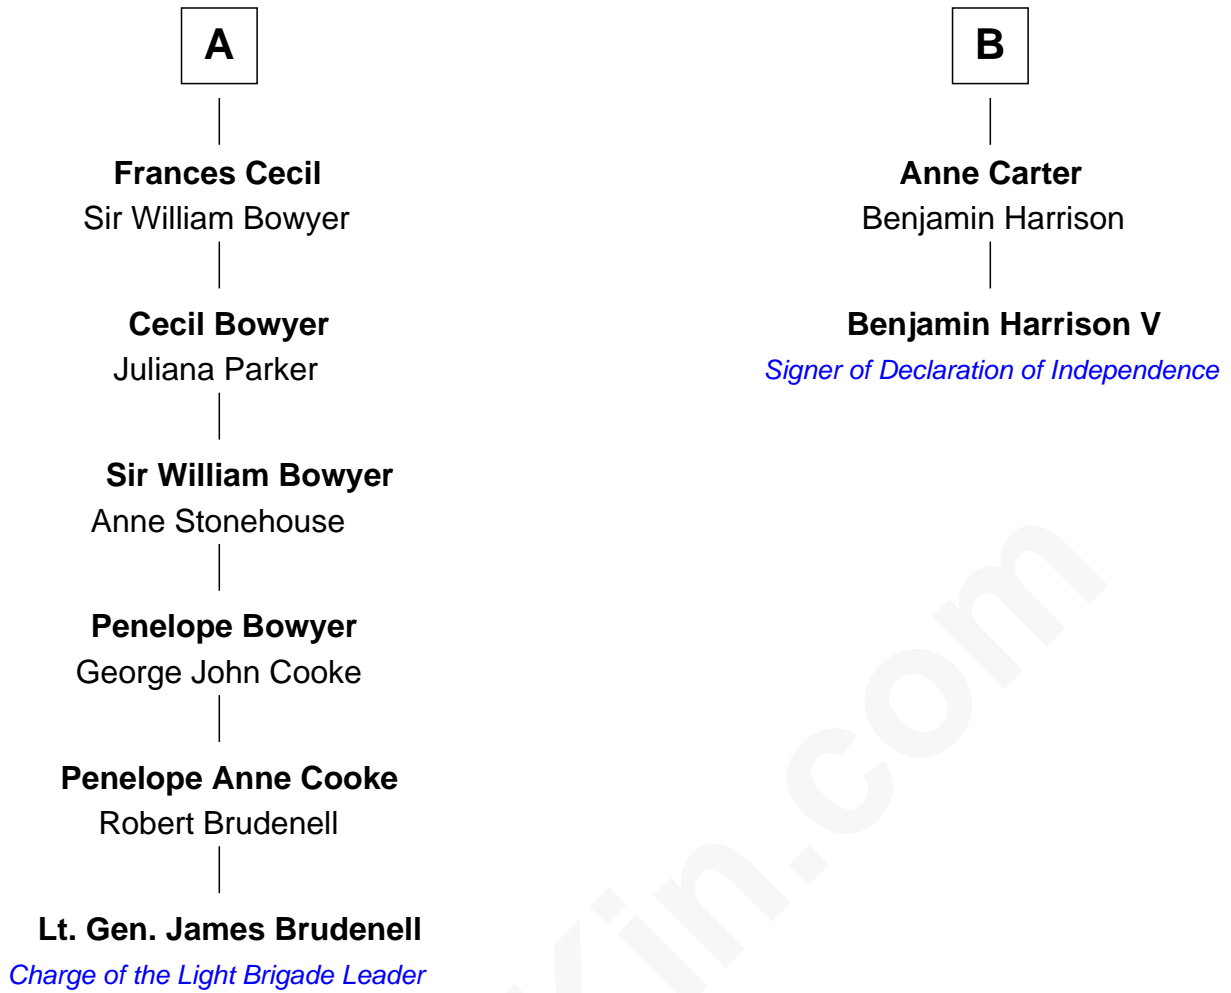 A
Frances Cecil
Sir William Bowyer
Cecil Bowyer
Juliana Parker
Sir William Bowyer
Anne Stonehouse
Penelope Bowyer
George John Cooke
Penelope Anne Cooke
Robert Brudenell
Lt. Gen. James Brudenell
Charge of the Light Brigade Leader
B
Anne Carter
Benjamin Harrison
Benjamin Harrison V
Signer of Declaration of Independence
Kin.com